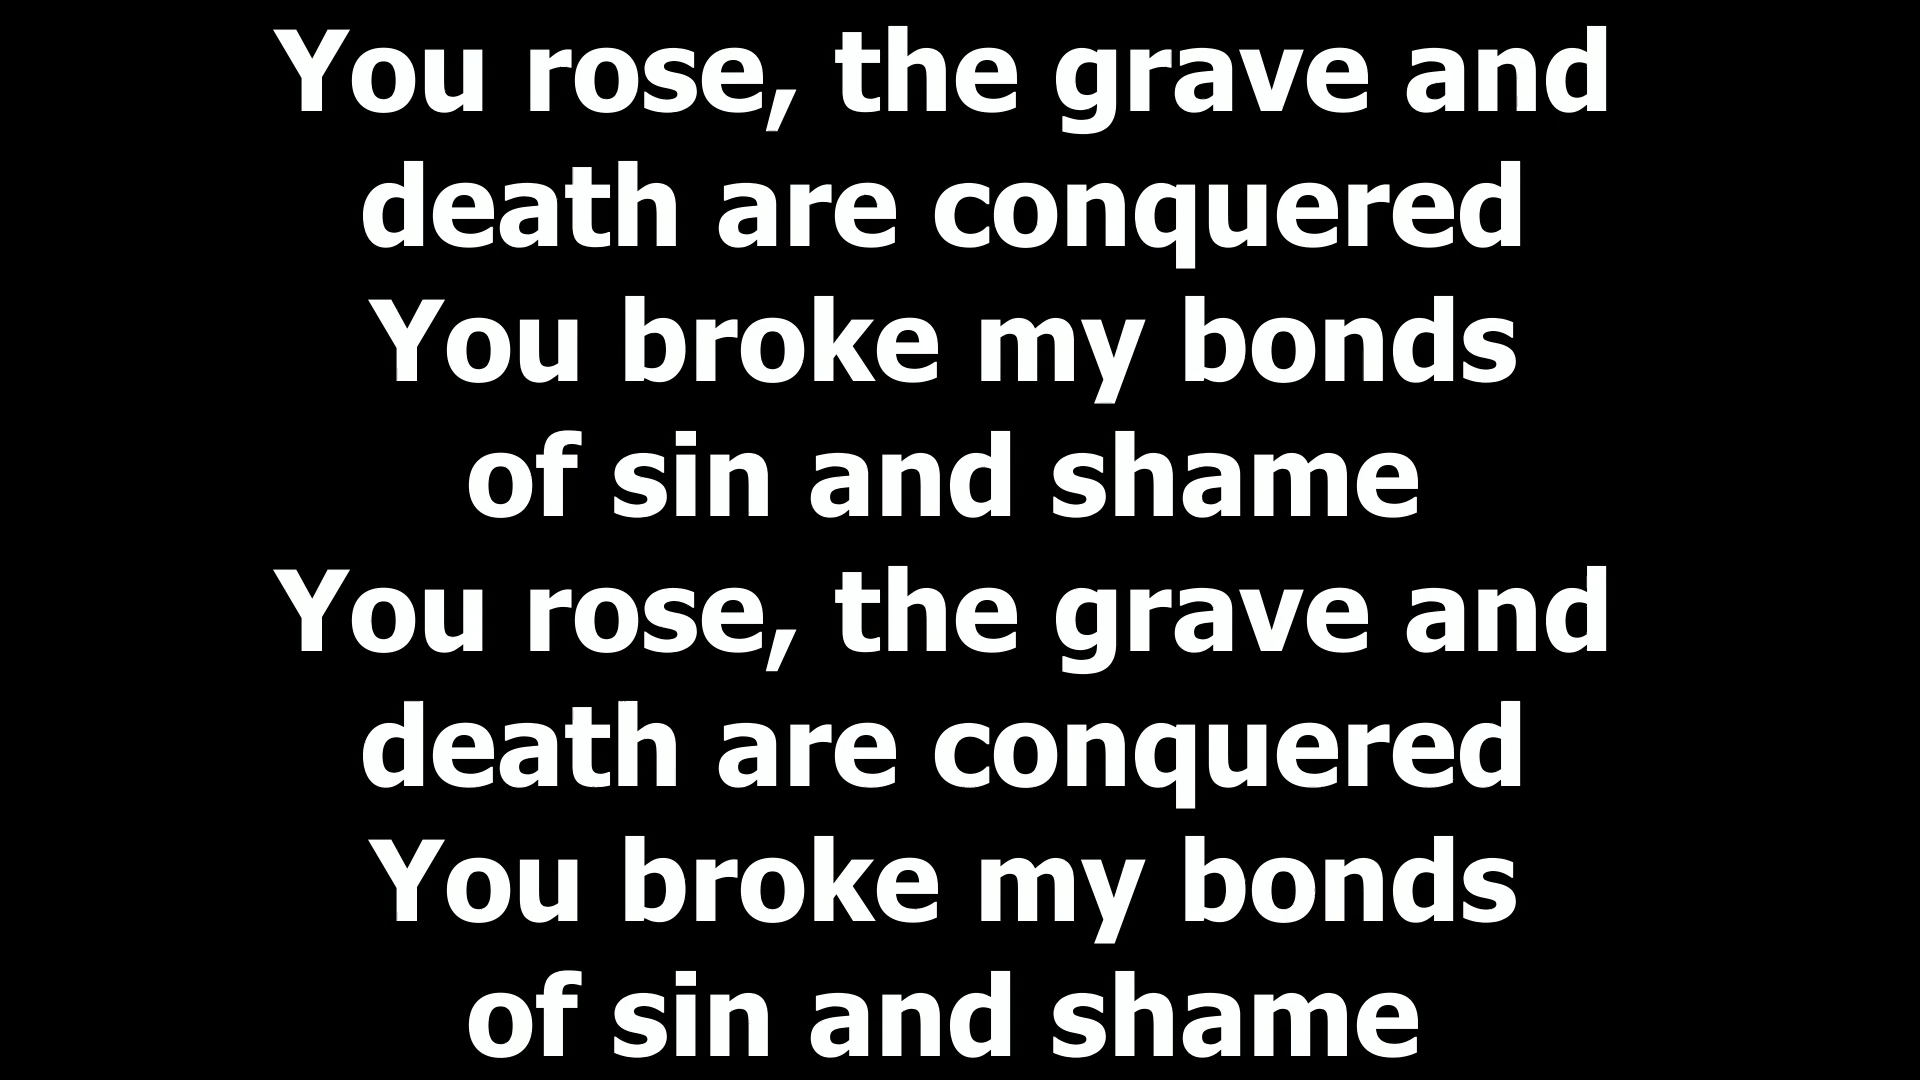 You rose, the grave and
death are conquered
You broke my bonds
of sin and shame
You rose, the grave and
death are conquered
You broke my bonds
of sin and shame